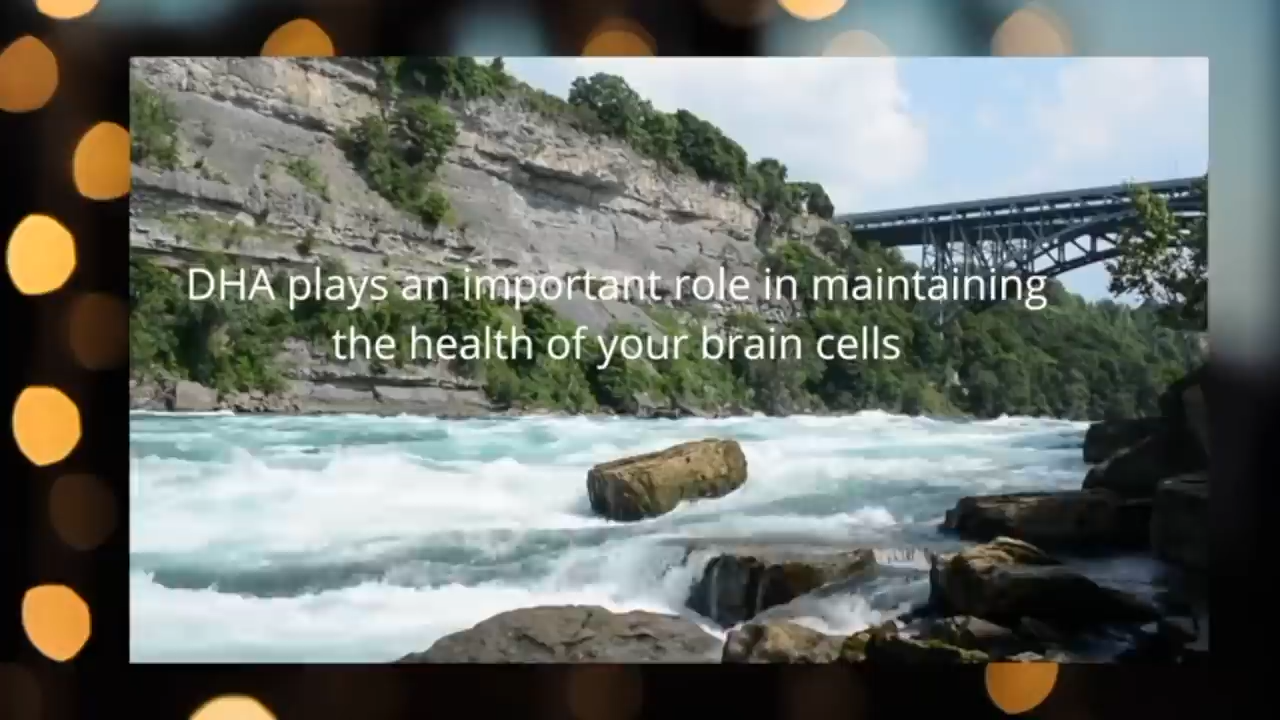 DHA plays an important role in maintaining
the health of your brain cells